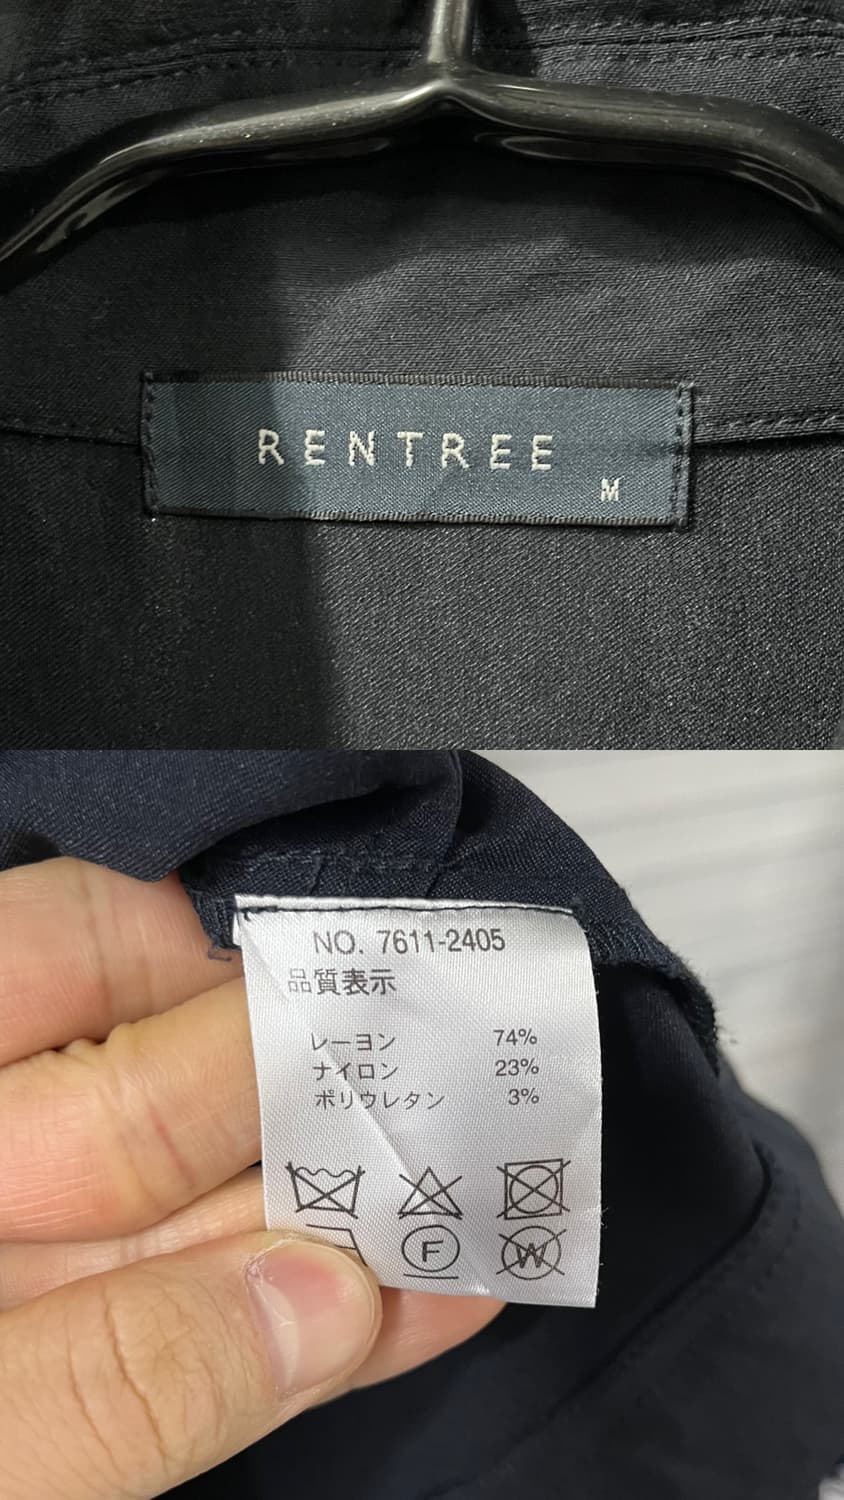 RENTREE
M
NO. 7611-2405
品質表示
レーヨン 74%
ナイロン 23%
ポリウレタン 3%
F
W